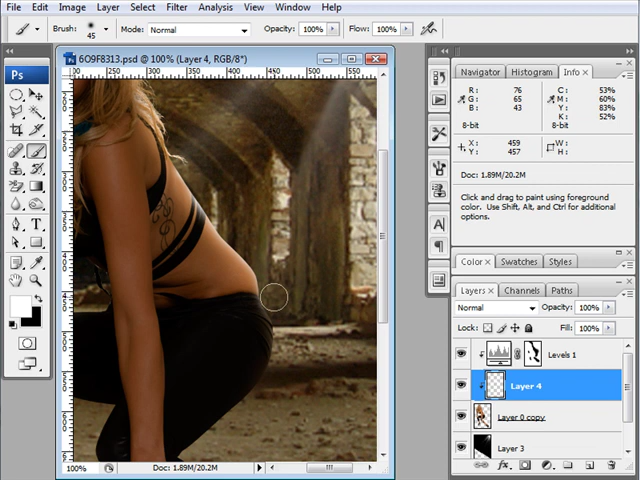 File Edit Image Layer Select Filter Analysis View Window Help
Brush: 45 Mode: Normal Opacity: 100% Flow: 100%
Ps
6O9F8313.psd @ 100% (Layer 4, RGB/8*)
300 350 400 450 500 550
100% Doc: 1.89M/20.2M
Navigator Histogram Info ×
R: 76 C: 53%
G: 65 M: 60%
B: 43 Y: 83%
K: 52%
8-bit 8-bit
X: 459 W:
Y: 457 H:
Doc: 1.89M/20.2M
Click and drag to paint using foreground
color. Use Shift, Alt, and Ctrl for additional
options.
Color × Swatches Styles
Layers × Channels Paths
Normal Opacity: 100%
Lock: Fill: 100%
Levels 1
Layer 4
Layer 0 copy
Layer 3
fx